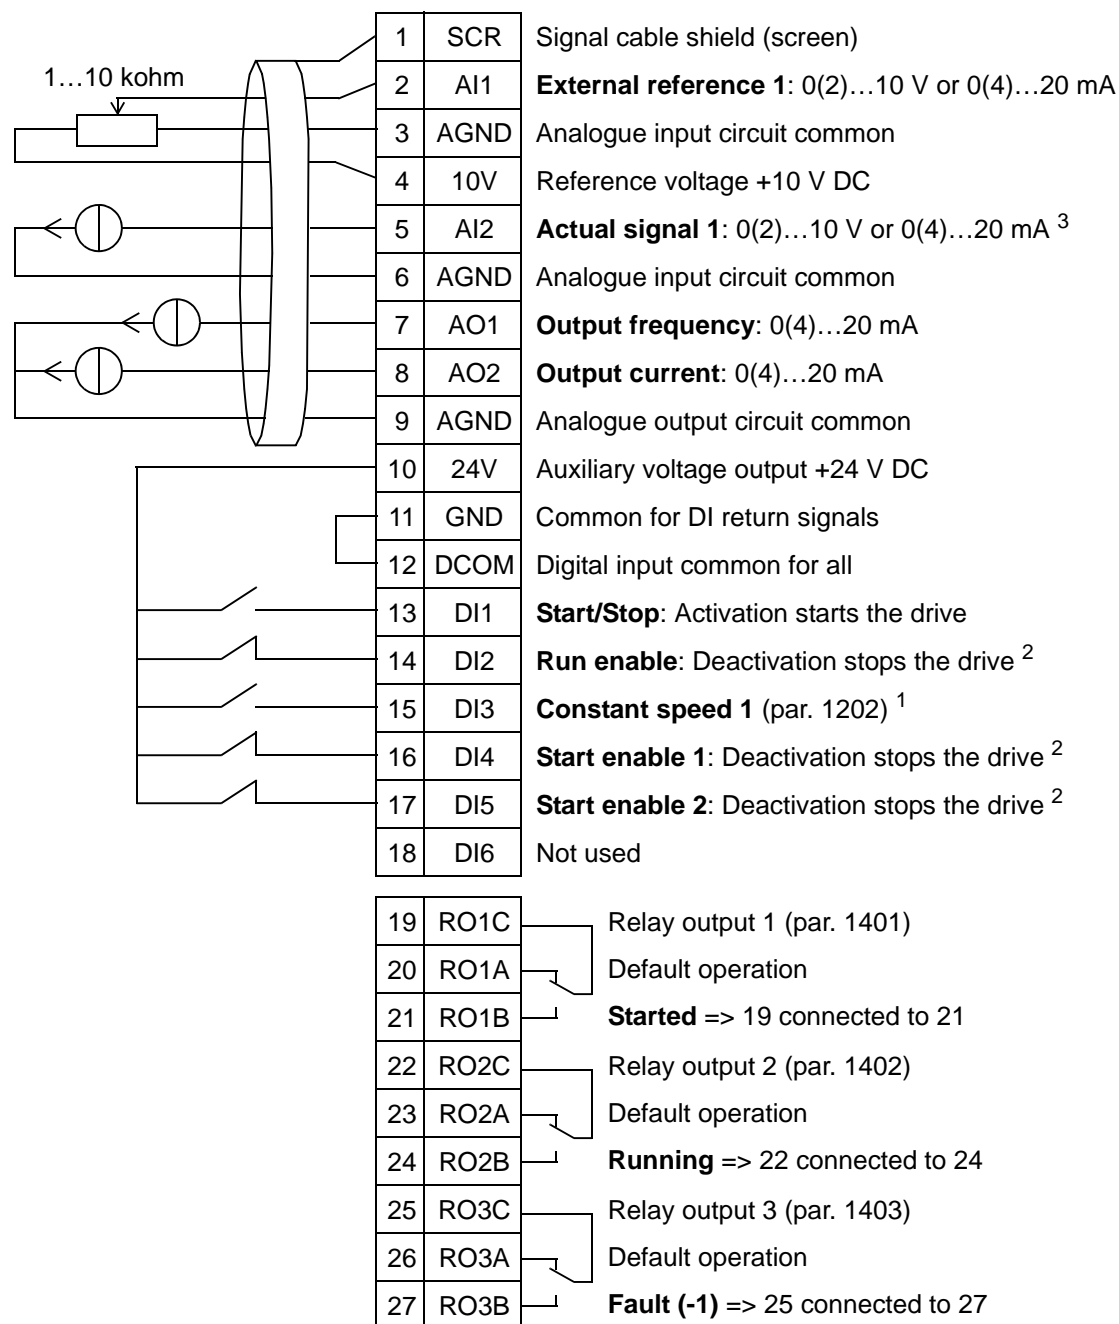 1…10 kohm
1 SCR Signal cable shield (screen)
2 AI1 External reference 1: 0(2)…10 V or 0(4)…20 mA
3 AGND Analogue input circuit common
4 10V Reference voltage +10 V DC
5 AI2 Actual signal 1: 0(2)…10 V or 0(4)…20 mA 3
6 AGND Analogue input circuit common
7 AO1 Output frequency: 0(4)…20 mA
8 AO2 Output current: 0(4)…20 mA
9 AGND Analogue output circuit common
10 24V Auxiliary voltage output +24 V DC
11 GND Common for DI return signals
12 DCOM Digital input common for all
13 DI1 Start/Stop: Activation starts the drive
14 DI2 Run enable: Deactivation stops the drive 2
15 DI3 Constant speed 1 (par. 1202) 1
16 DI4 Start enable 1: Deactivation stops the drive 2
17 DI5 Start enable 2: Deactivation stops the drive 2
18 DI6 Not used
19 RO1C Relay output 1 (par. 1401)
20 RO1A Default operation
21 RO1B Started => 19 connected to 21
22 RO2C Relay output 2 (par. 1402)
23 RO2A Default operation
24 RO2B Running => 22 connected to 24
25 RO3C Relay output 3 (par. 1403)
26 RO3A Default operation
27 RO3B Fault (-1) => 25 connected to 27